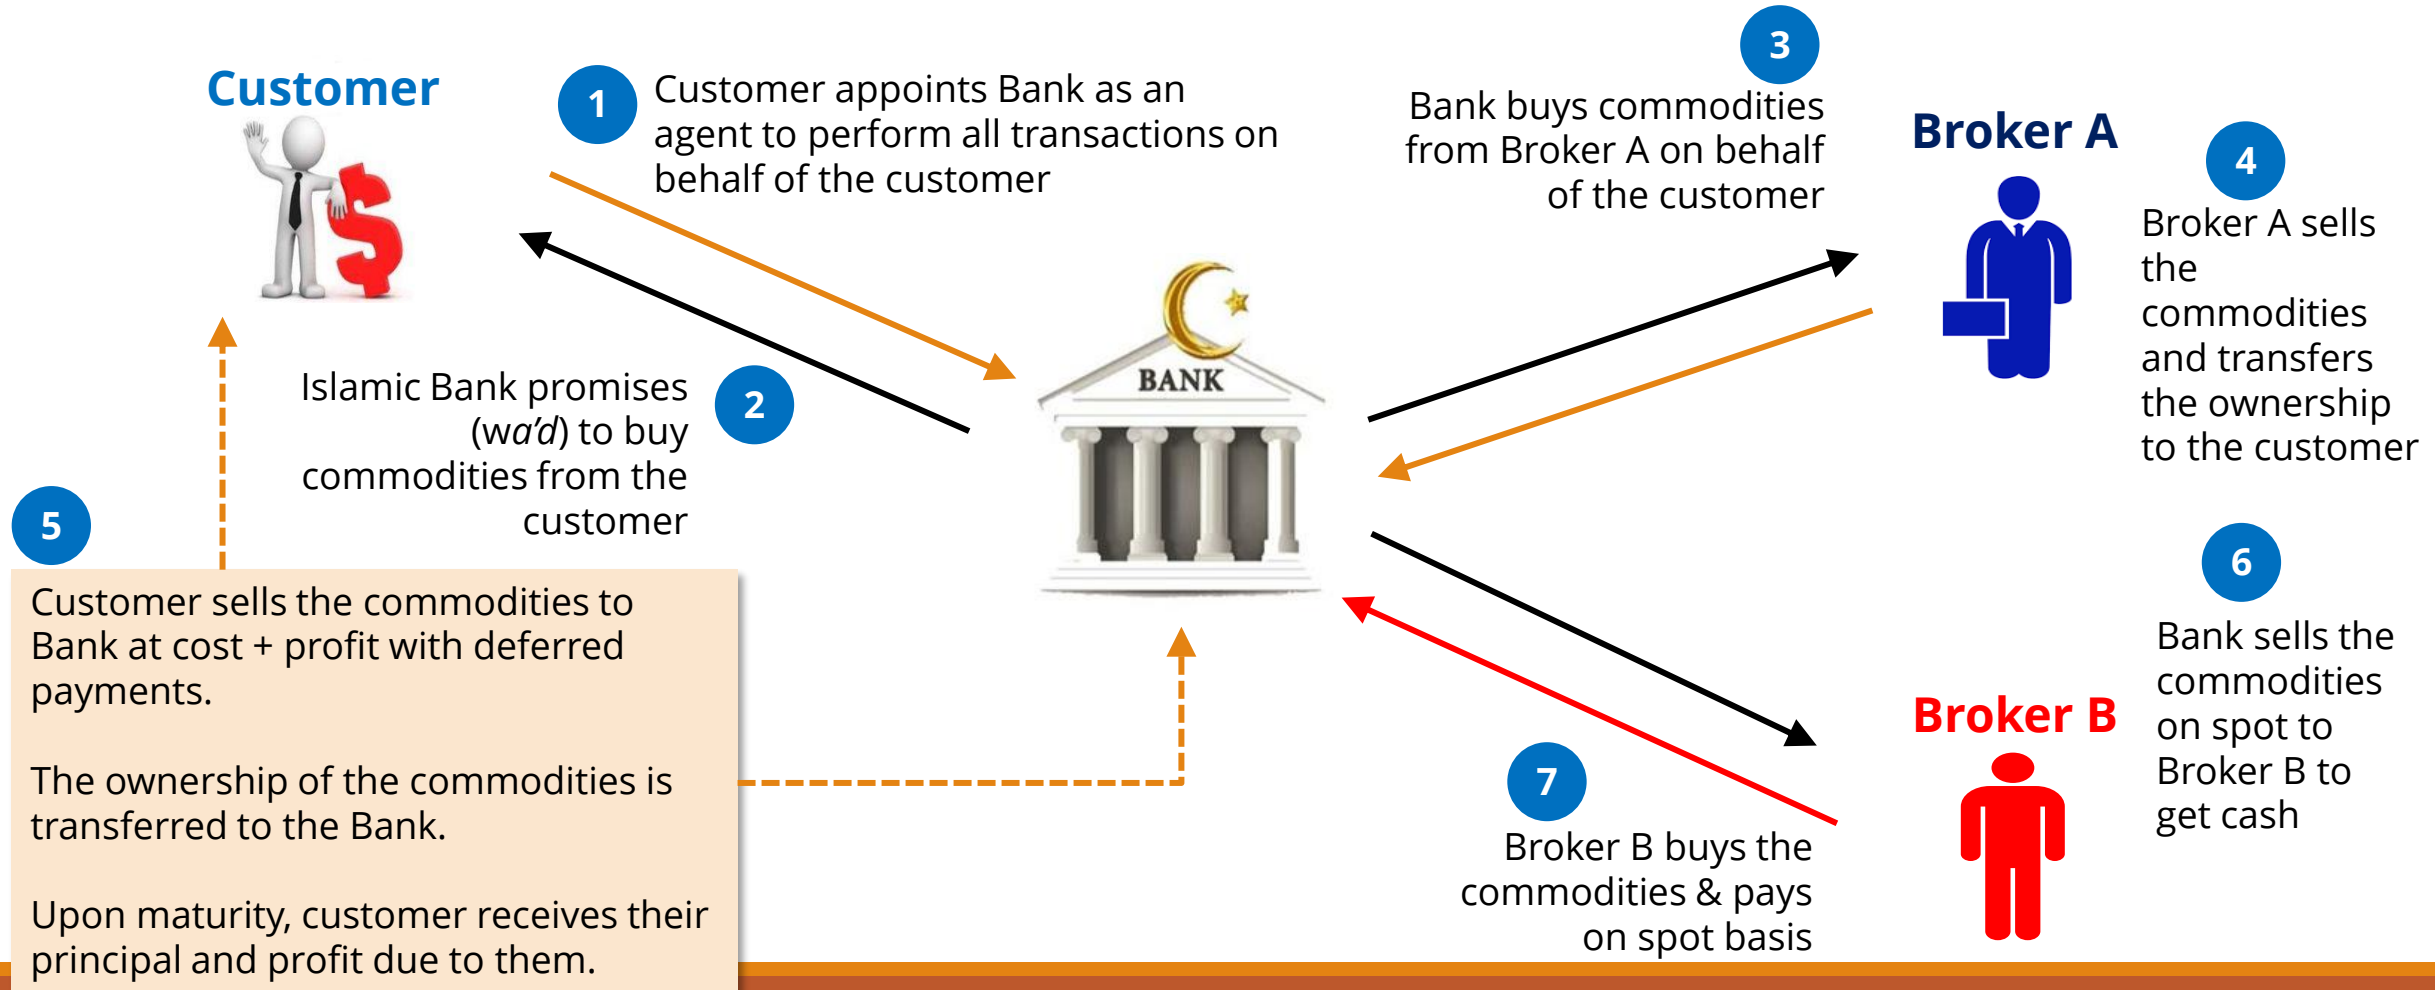 Customer
1
Customer appoints Bank as an
agent to perform all transactions on
behalf of the customer
Islamic Bank promises
(wa’d) to buy
commodities from the
customer
2
3
Bank buys commodities
from Broker A on behalf
of the customer
Broker A
4
Broker A sells
the
commodities
and transfers
the ownership
to the customer
BANK
5
Customer sells the commodities to
Bank at cost + profit with deferred
payments.
The ownership of the commodities is
transferred to the Bank.
Upon maturity, customer receives their
principal and profit due to them.
6
Bank sells the
commodities
on spot to
Broker B to
get cash
Broker B
7
Broker B buys the
commodities & pays
on spot basis